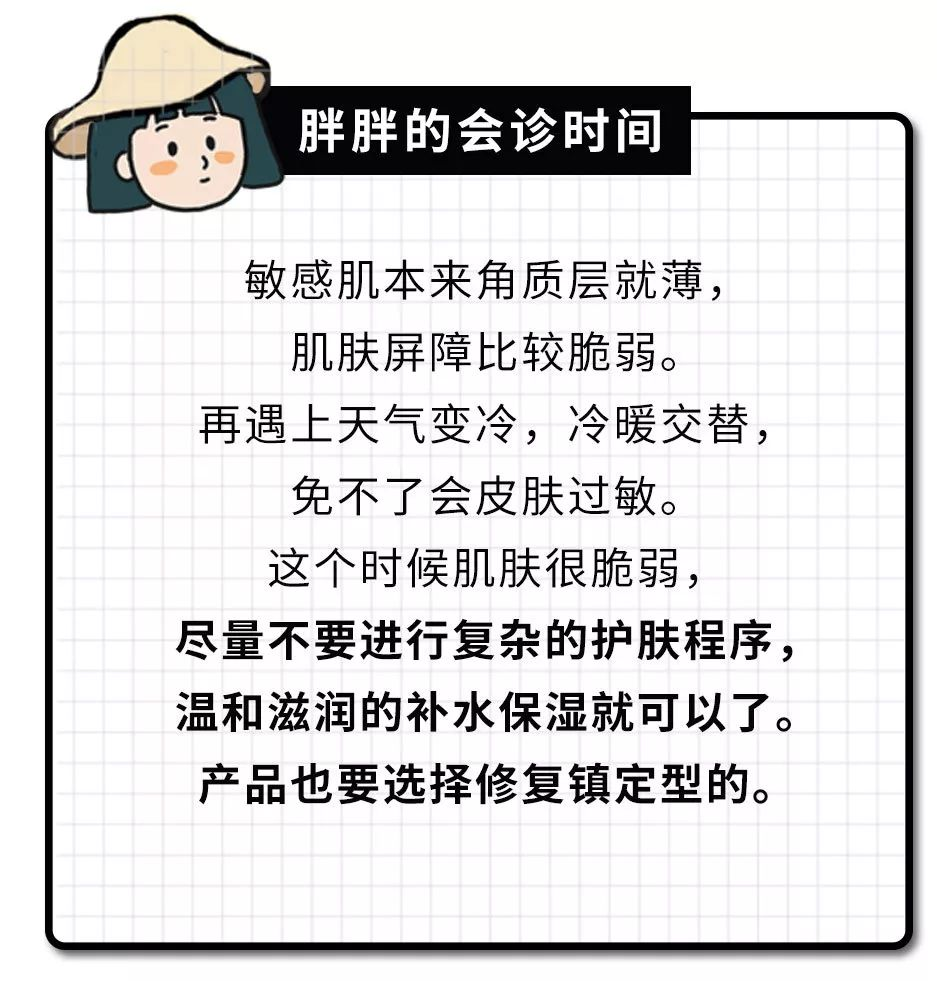 胖胖的会诊时间
敏感肌本来角质层就薄，
肌肤屏障比较脆弱。
再遇上天气变冷，冷暖交替，
免不了会皮肤过敏。
这个时候肌肤很脆弱，
尽量不要进行复杂的护肤程序，
温和滋润的补水保湿就可以了。
产品也要选择修复镇定型的。